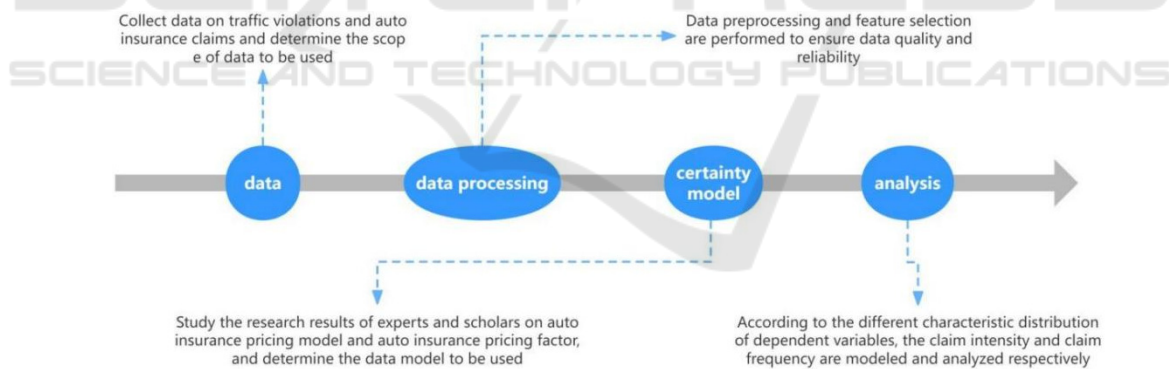 Collect data on traffic violations and auto
insurance claims and determine the scop
e of data to be used
Data preprocessing and feature selection
are performed to ensure data quality and
reliability
SCIENCE AND TECHNOLOGY PUBLICATIONS
data
data processing
certainty
model
analysis
Study the research results of experts and scholars on auto
insurance pricing model and auto insurance pricing factor,
and determine the data model to be used
According to the different characteristic distribution
of dependent variables, the claim intensity and claim
frequency are modeled and analyzed respectively